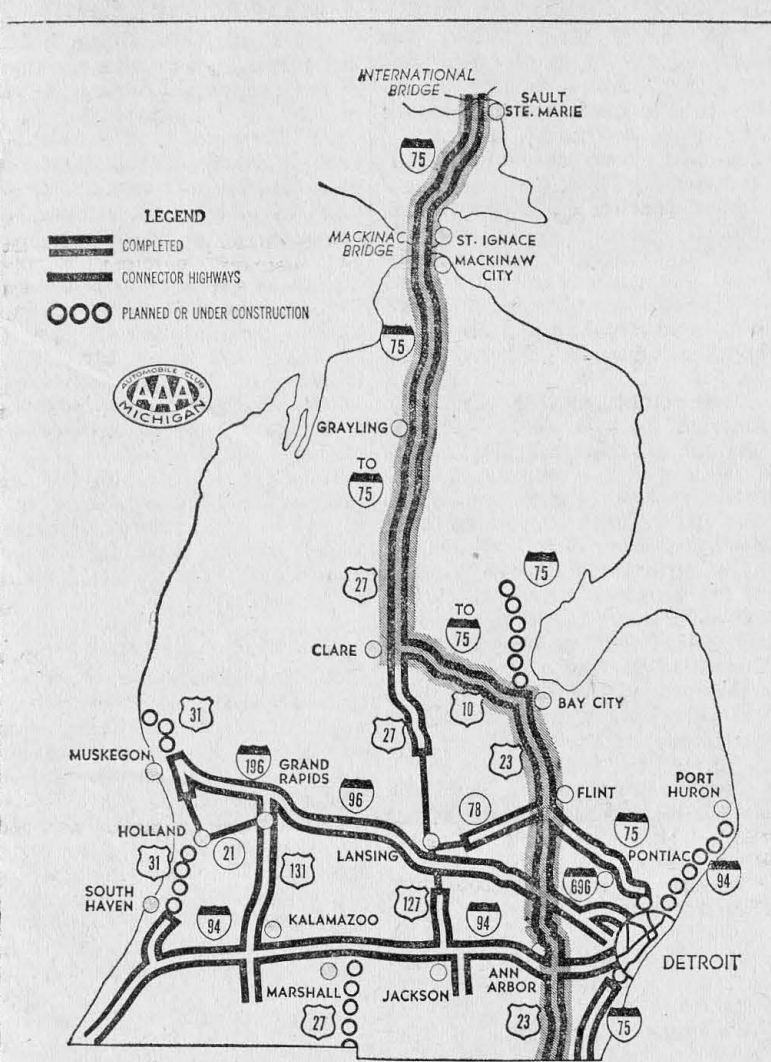 INTERNATIONAL
BRIDGE
SAULT
STE. MARIE
75
LEGEND
COMPLETED
CONNECTOR HIGHWAYS
PLANNED OR UNDER CONSTRUCTION
MACKINAC
BRIDGE
ST. IGNACE
MACKINAW
CITY
75
AUTOMOBILE CLUB
AAA
MICHIGAN
GRAYLING
TO
75
75
27
TO
75
CLARE
10
BAY CITY
31
27
23
MUSKEGON
196
GRAND
RAPIDS
96
78
FLINT
PORT
HURON
HOLLAND
21
131
LANSING
75
PONTIAC
31
696
94
SOUTH
HAVEN
127
94
KALAMAZOO
94
DETROIT
ANN
ARBOR
MARSHALL
JACKSON
27
23
75